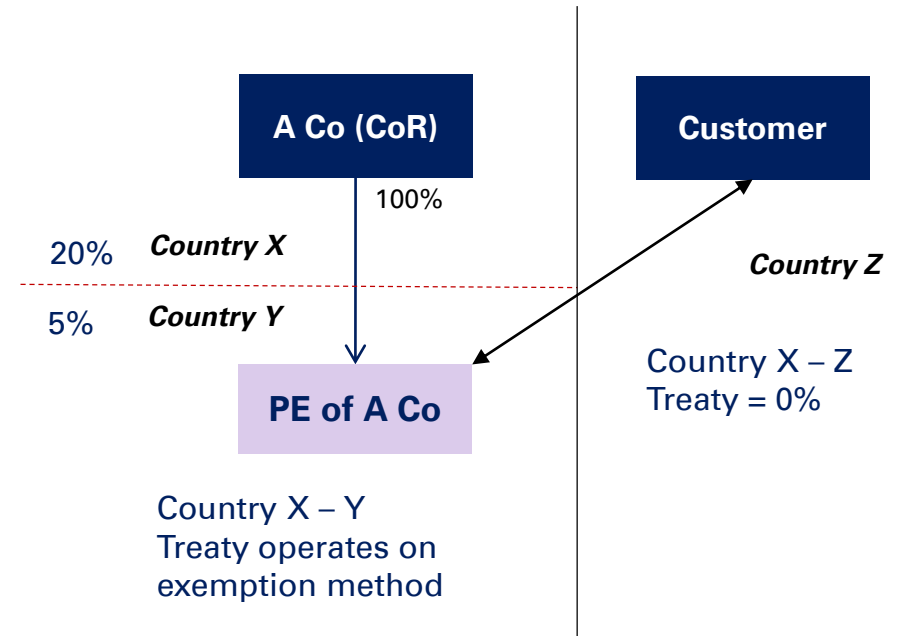 A Co (CoR)
Customer
100%
20%
Country X
Country Z
5%
Country Y
Country X – Z
Treaty = 0%
PE of A Co
Country X – Y
Treaty operates on
exemption method